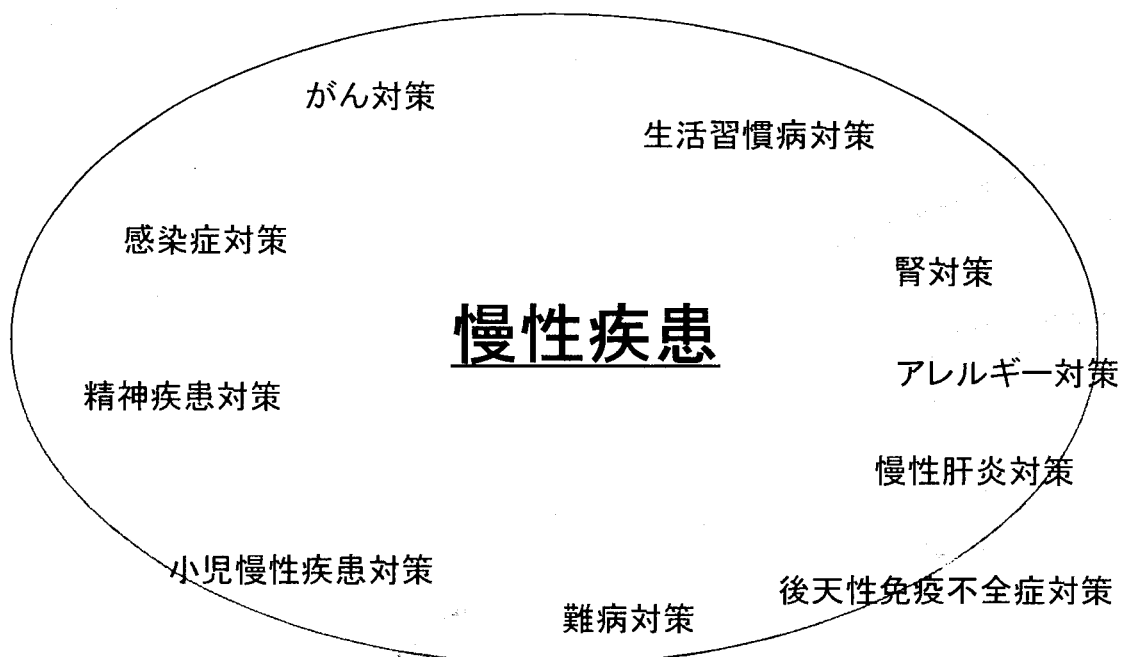 がん対策
生活習慣病対策
感染症対策
腎対策
慢性疾患
アレルギー対策
精神疾患対策
慢性肝炎対策
小児慢性疾患対策
後天性免疫不全症対策
難病対策